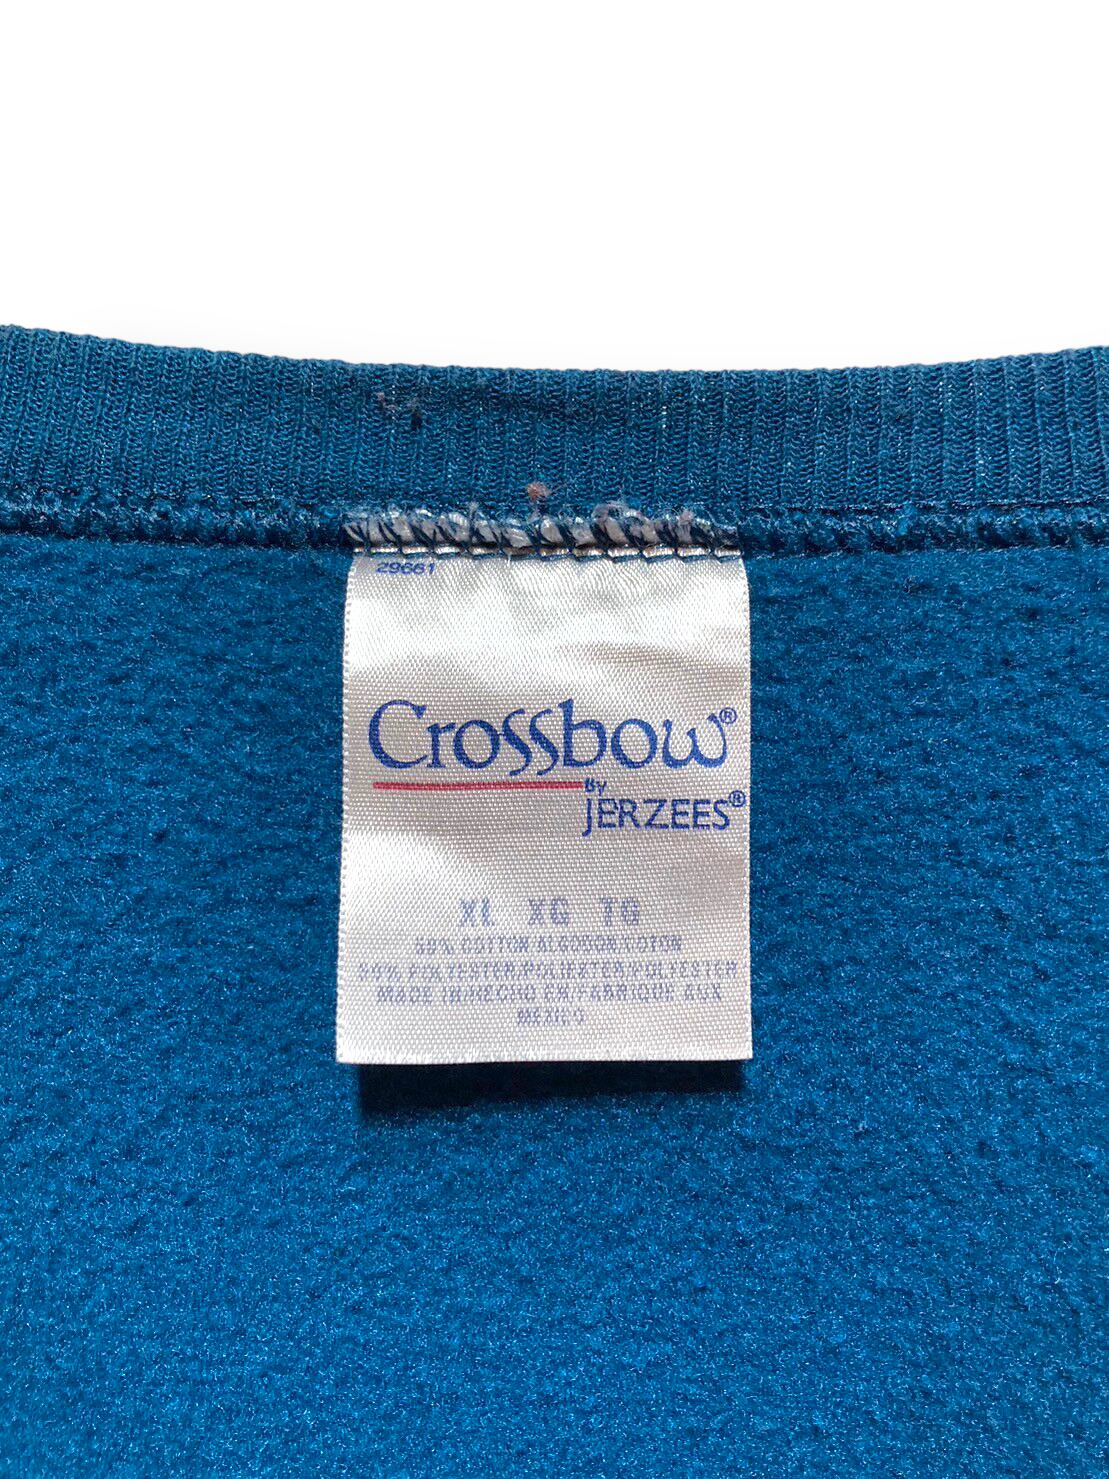 29661
Crossbow®
By
JERZEES®
XL XG TG
50% COTTON/ALGODON/COTON
50% POLYESTER/POLIESTER/POLYESTER
MADE IN/HECHO EN/FABRIQUE AUX
MEXICO